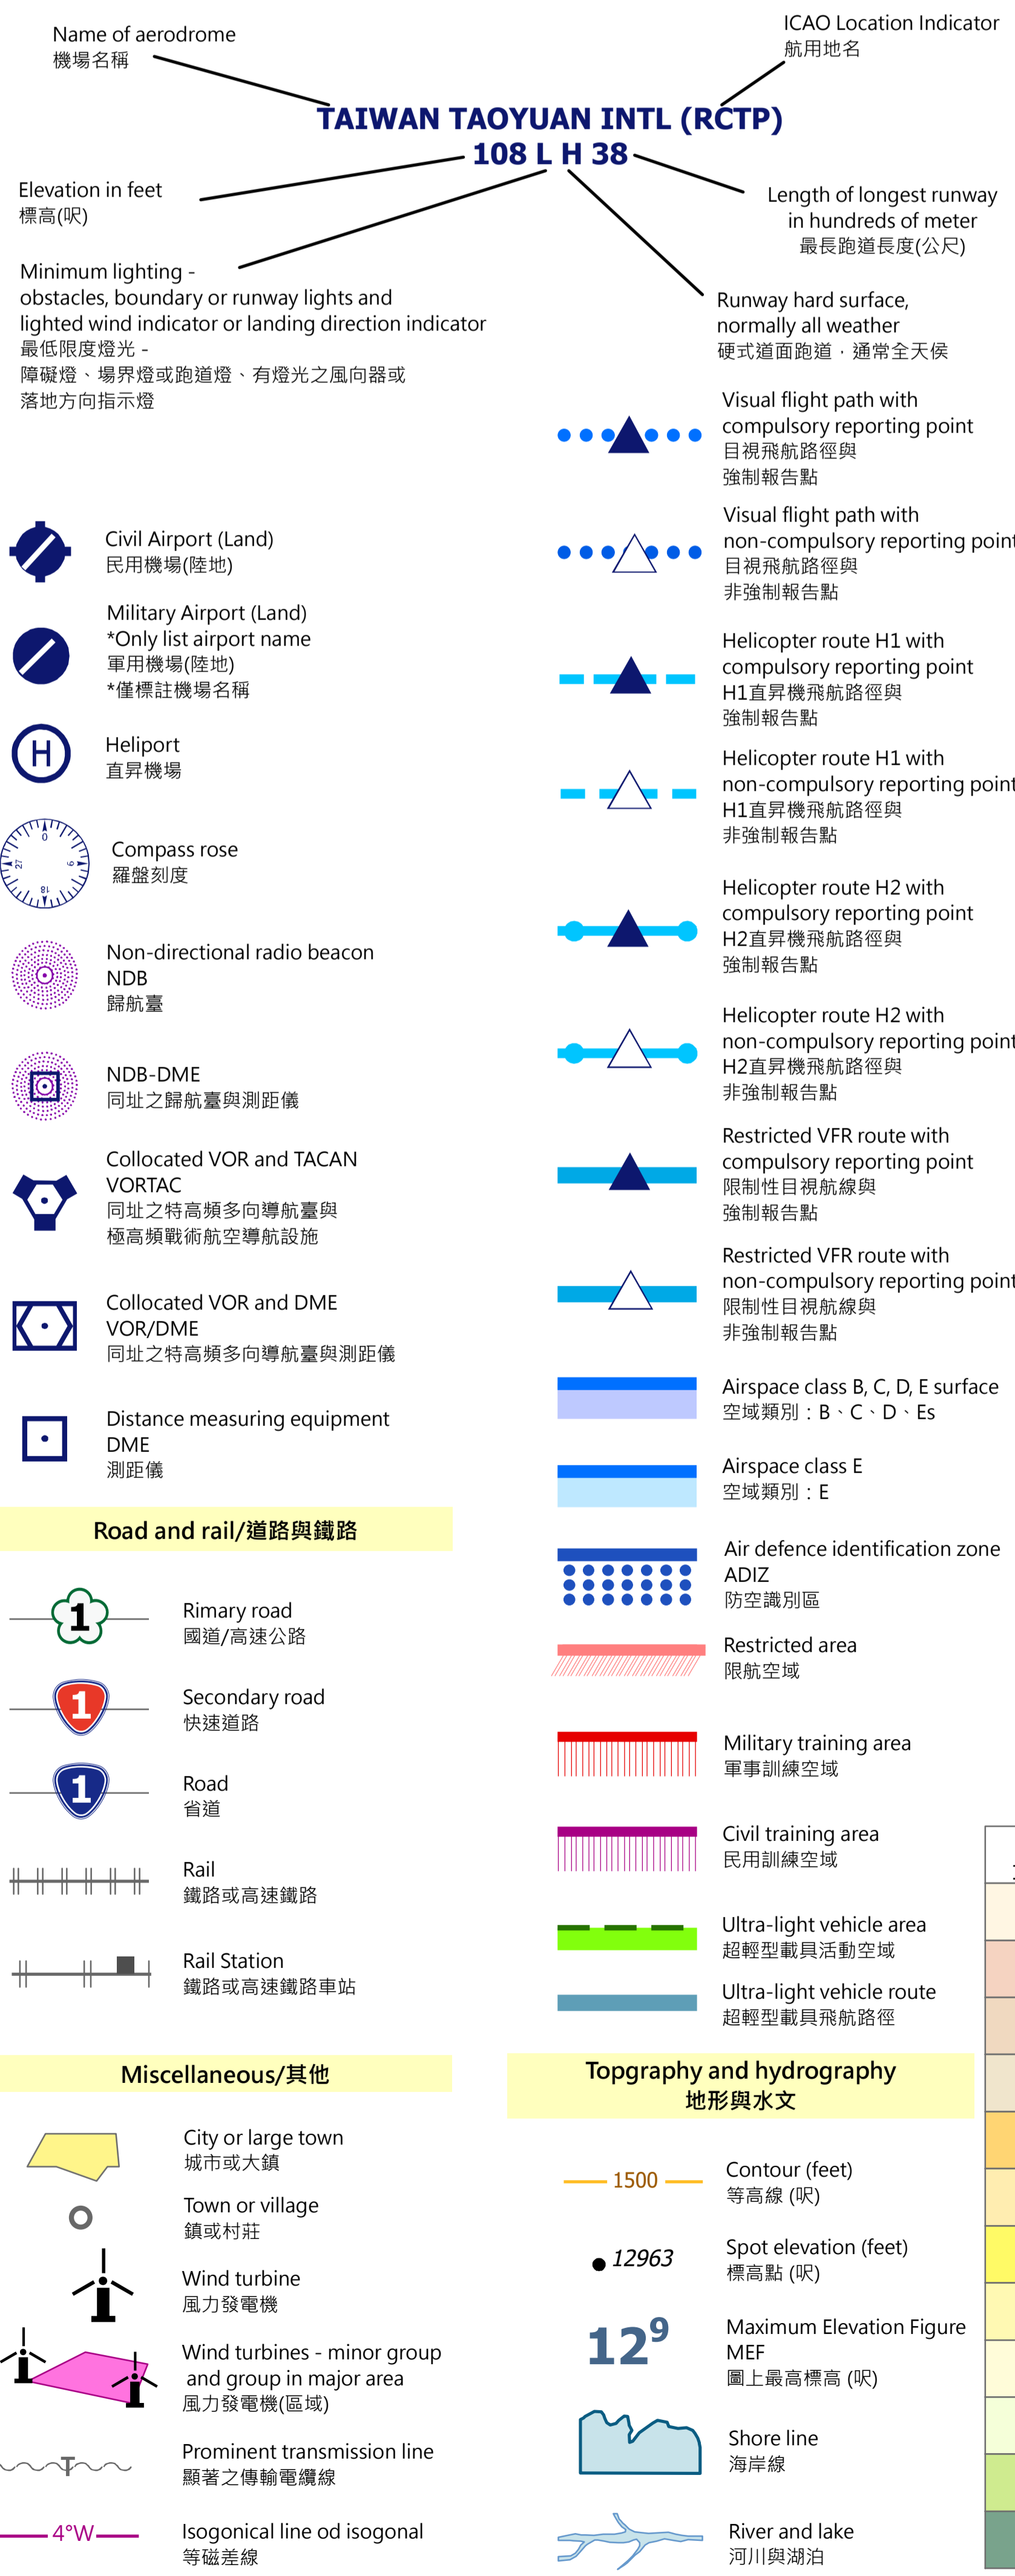 Name of aerodrome
機場名稱
ICAO Location Indicator
航用地名
TAIWAN TAOYUAN INTL (RCTP)
108 L H 38
Elevation in feet
標高(呎)
Length of longest runway
in hundreds of meter
最長跑道長度(公尺)
Minimum lighting -
obstacles, boundary or runway lights and
lighted wind indicator or landing direction indicator
最低限度燈光 -
障礙燈、場界燈或跑道燈、有燈光之風向器或
落地方向指示燈
Runway hard surface,
normally all weather
硬式道面跑道，通常全天侯
Civil Airport (Land)
民用機場(陸地)
Military Airport (Land)
*Only list airport name
軍用機場(陸地)
*僅標註機場名稱
H
Heliport
直昇機場
0
9
18
27
Compass rose
羅盤刻度
Non-directional radio beacon
NDB
歸航臺
NDB-DME
同址之歸航臺與測距儀
Collocated VOR and TACAN
VORTAC
同址之特高頻多向導航臺與
極高頻戰術航空導航設施
Collocated VOR and DME
VOR/DME
同址之特高頻多向導航臺與測距儀
Distance measuring equipment
DME
測距儀
Road and rail/道路與鐵路
1
Rimary road
國道/高速公路
1
Secondary road
快速道路
1
Road
省道
Rail
鐵路或高速鐵路
Rail Station
鐵路或高速鐵路車站
Miscellaneous/其他
City or large town
城市或大鎮
Town or village
鎮或村莊
Wind turbine
風力發電機
Wind turbines - minor group
and group in major area
風力發電機(區域)
T
Prominent transmission line
顯著之傳輸電纜線
4°W
Isogonical line od isogonal
等磁差線
Visual flight path with
compulsory reporting point
目視飛航路徑與
強制報告點
Visual flight path with
non-compulsory reporting point
目視飛航路徑與
非強制報告點
Helicopter route H1 with
compulsory reporting point
H1直昇機飛航路徑與
強制報告點
Helicopter route H1 with
non-compulsory reporting point
H1直昇機飛航路徑與
非強制報告點
Helicopter route H2 with
compulsory reporting point
H2直昇機飛航路徑與
強制報告點
Helicopter route H2 with
non-compulsory reporting point
H2直昇機飛航路徑與
非強制報告點
Restricted VFR route with
compulsory reporting point
限制性目視航線與
強制報告點
Restricted VFR route with
non-compulsory reporting point
限制性目視航線與
非強制報告點
Airspace class B, C, D, E surface
空域類別：B、C、D、Es
Airspace class E
空域類別：E
Air defence identification zone
ADIZ
防空識別區
Restricted area
限航空域
Military training area
軍事訓練空域
Civil training area
民用訓練空域
Ultra-light vehicle area
超輕型載具活動空域
Ultra-light vehicle route
超輕型載具飛航路徑
Topgraphy and hydrography
地形與水文
1500
Contour (feet)
等高線 (呎)
12963
Spot elevation (feet)
標高點 (呎)
12⁹
Maximum Elevation Figure
MEF
圖上最高標高 (呎)
Shore line
海岸線
River and lake
河川與湖泊